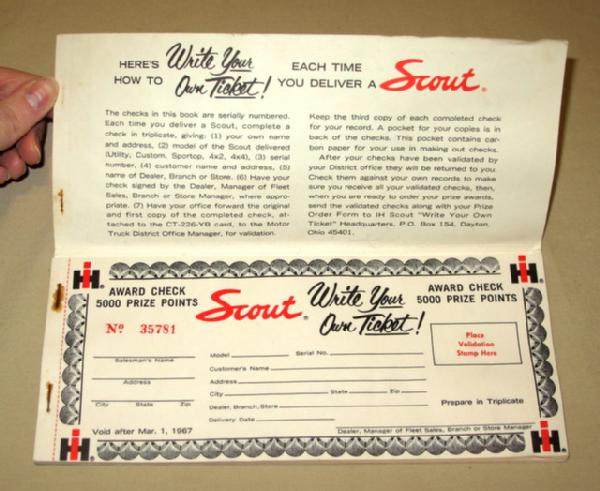 HERE'S Write Your EACH TIME
HOW TO Own Ticket! YOU DELIVER A Scout®
The checks in this book are serially numbered.
Each time you deliver a Scout, complete a
check in triplicate, giving: (1) your own name
and address, (2) model of the Scout delivered
(Utility, Custom, Sportop, 4x2, 4x4), (3) serial
number, (4) customer name and address, (5)
name of Dealer, Branch or Store. (6) Have your
check signed by the Dealer, Manager of Fleet
Sales, Branch or Store Manager, where appro-
priate. (7) Have your office forward the original
and first copy of the completed check, at-
tached to the CT-226-YB card, to the Motor
Truck District Office Manager, for validation.
Keep the third copy of each completed check
for your record. A pocket for your copies is in
back of the checks. This pocket contains car-
bon paper for your use in making out checks.
After your checks have been validated by
your District office they will be returned to you.
Check them against your own records to make
sure you receive all your validated checks, then,
when you are ready to order your prize awards,
send the validated checks along with your Prize
Order Form to IH Scout "Write Your Own
Ticket" Headquarters, P.O. Box 154, Dayton,
Ohio 45401.
IH® IH®
AWARD CHECK Scout® Write Your AWARD CHECK
5000 PRIZE POINTS Own Ticket! 5000 PRIZE POINTS
Nº 35781
Place
Validation
Stamp Here
Salesman's Name
Address
City State Zip
Model Serial No.
Customer's Name
Address
City State Zip
Dealer, Branch, Store
Delivery Date
Prepare in Triplicate
Void after Mar. 1, 1967
Dealer, Manager of Fleet Sales, Branch or Store Manager
IH® IH®